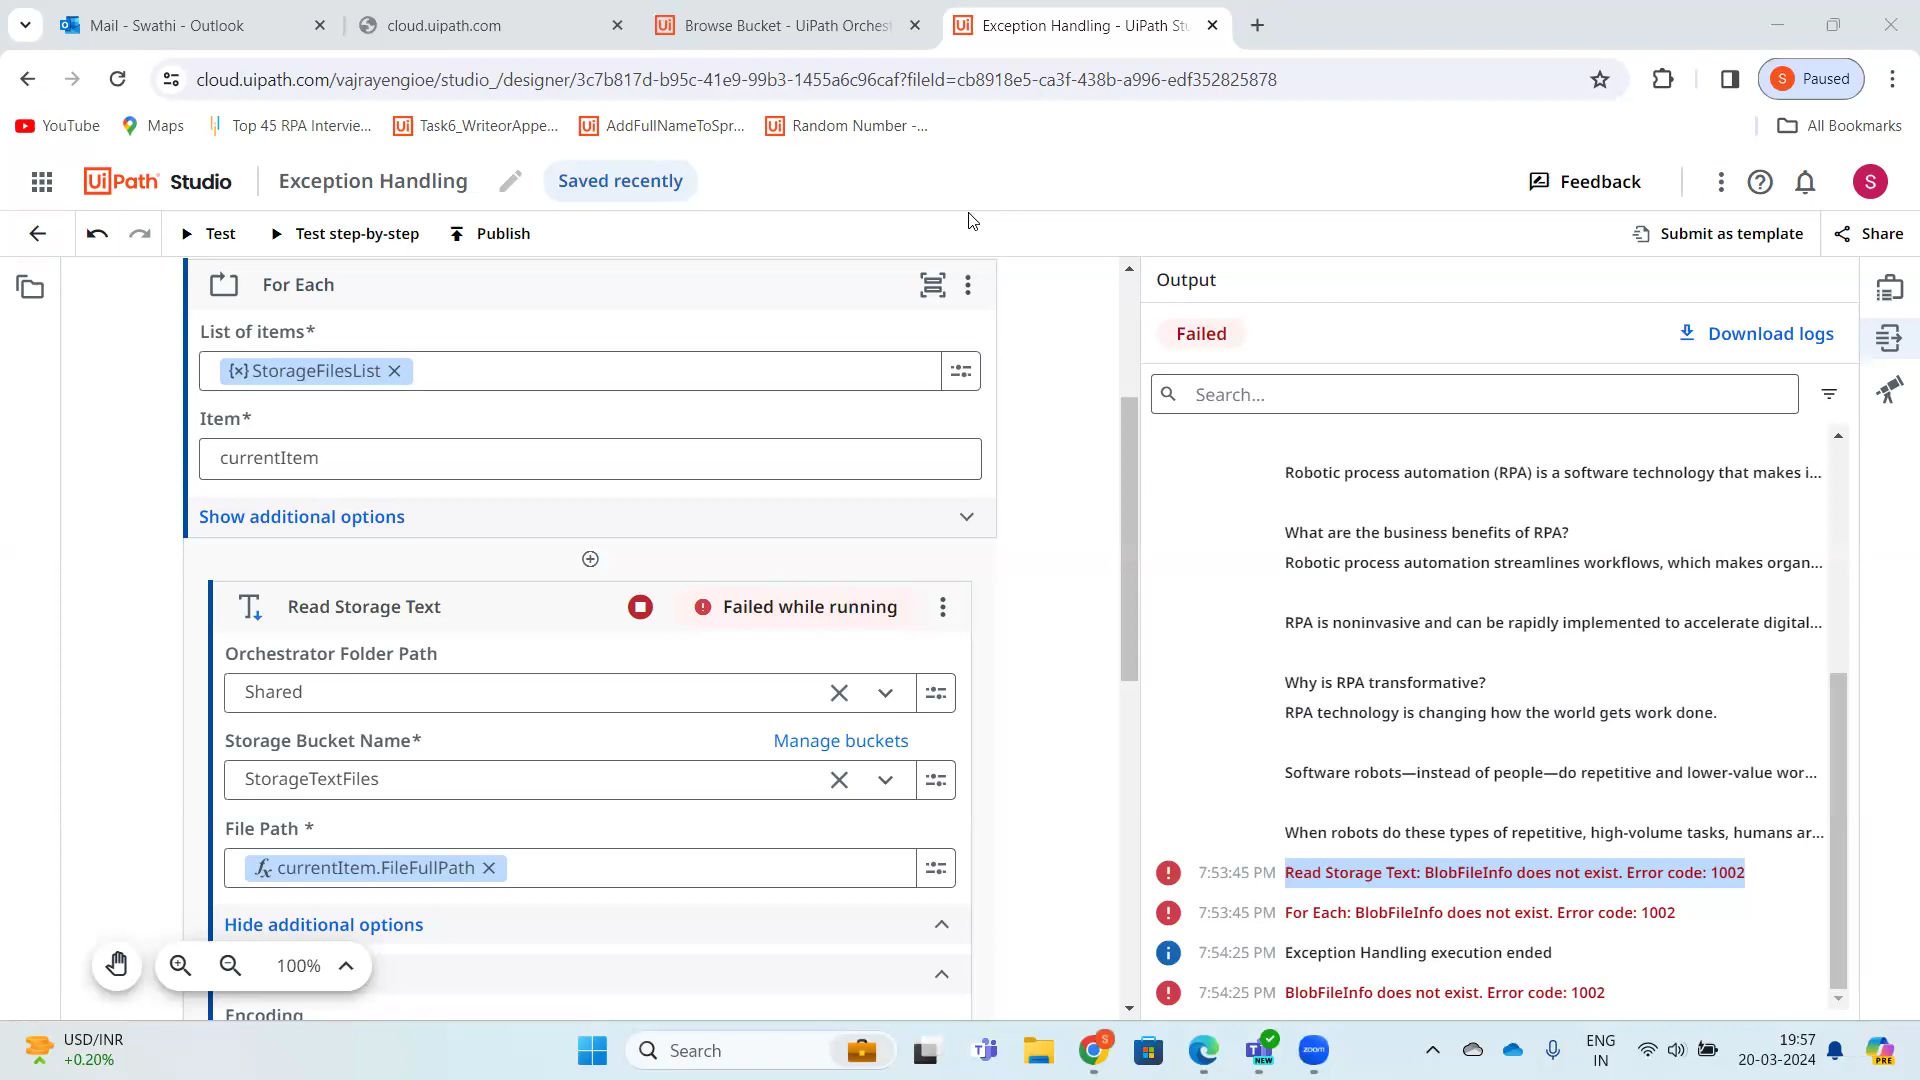 Mail - Swathi - Outlook
cloud.uipath.com
Browse Bucket - UiPath Orchest
Exception Handling - UiPath Stu
cloud.uipath.com/vajrayengioe/studio_/designer/3c7b817d-b95c-41e9-99b3-1455a6c96caf?fileId=cb8918e5-ca3f-438b-a996-edf352825878
S Paused
YouTube
Maps
Top 45 RPA Intervie...
Task6_WriteorAppe...
AddFullNameToSpr...
Random Number -...
All Bookmarks
UiPath Studio
Exception Handling
Saved recently
Feedback
S
Test
Test step-by-step
Publish
Submit as template
Share
For Each
List of items*
{×} StorageFilesList
Item*
currentItem
Show additional options
Read Storage Text
Failed while running
Orchestrator Folder Path
Shared
Storage Bucket Name*
Manage buckets
StorageTextFiles
File Path *
fx currentItem.FileFullPath
Hide additional options
Encoding
100%
Output
Failed
Download logs
Search...
Robotic process automation (RPA) is a software technology that makes i...
What are the business benefits of RPA?
Robotic process automation streamlines workflows, which makes organ...
RPA is noninvasive and can be rapidly implemented to accelerate digital...
Why is RPA transformative?
RPA technology is changing how the world gets work done.
Software robots—instead of people—do repetitive and lower-value wor...
When robots do these types of repetitive, high-volume tasks, humans ar...
7:53:45 PM Read Storage Text: BlobFileInfo does not exist. Error code: 1002
7:53:45 PM For Each: BlobFileInfo does not exist. Error code: 1002
7:54:25 PM Exception Handling execution ended
7:54:25 PM BlobFileInfo does not exist. Error code: 1002
USD/INR
+0.20%
Search
S
NEW
zoom
ENG
IN
19:57
20-03-2024
PRE